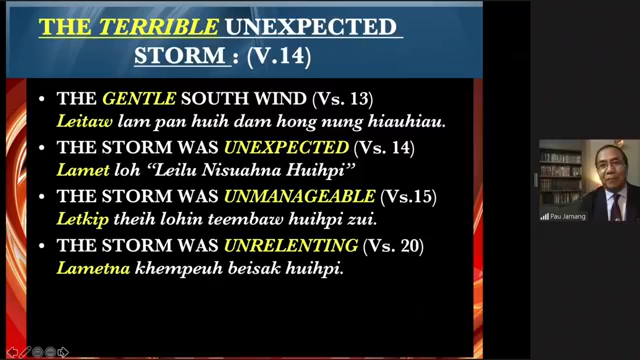 THE TERRIBLE UNEXPECTED
STORM : (V.14)
• THE GENTLE SOUTH WIND (Vs. 13)
Leitaw lam pan huih dam hong nung hiauhiau.
• THE STORM WAS UNEXPECTED (Vs. 14)
Lamet loh “Leilu Nisuahna Huihpi”
• THE STORM WAS UNMANAGEABLE (Vs.15)
Letkip theih lohin teembaw huihpi zui.
• THE STORM WAS UNRELENTING (Vs. 20)
Lametna khempeuh beisak huihpi.
Pau Jamang